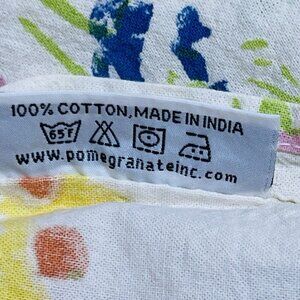 100% COTTON, MADE IN INDIA
65°
www.pomegranateinc.com